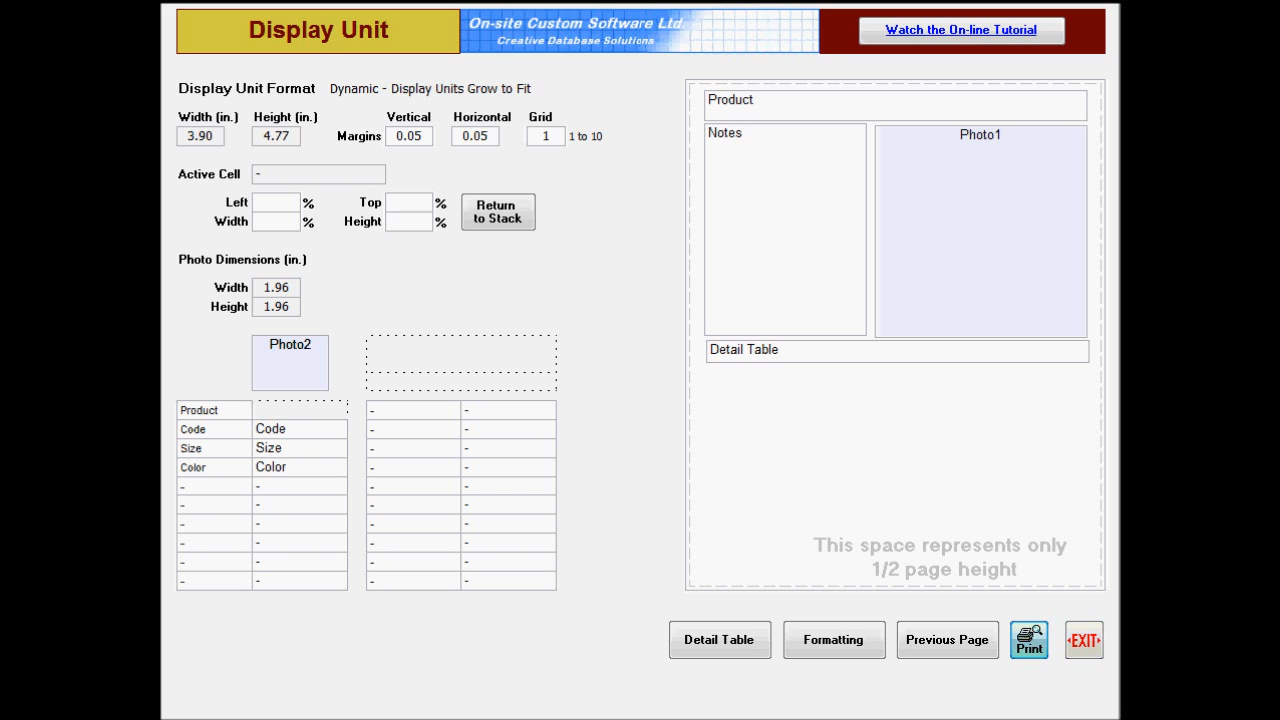 Display Unit
On-site Custom Software Ltd.
Creative Database Solutions
Watch the On-line Tutorial
Display Unit Format Dynamic - Display Units Grow to Fit
Width (in.) Height (in.) Vertical Horizontal Grid
3.90 4.77 Margins 0.05 0.05 1 1 to 10
Active Cell -
Left % Top %
Width % Height %
Return
to Stack
Photo Dimensions (in.)
Width 1.96
Height 1.96
Photo2
Product - -
Code Code - -
Size Size - -
Color Color - -
- - - -
- - - -
- - - -
- - - -
- - - -
- - - -
Product
Notes
Photo1
Detail Table
This space represents only
1/2 page height
Detail Table Formatting Previous Page Print EXIT